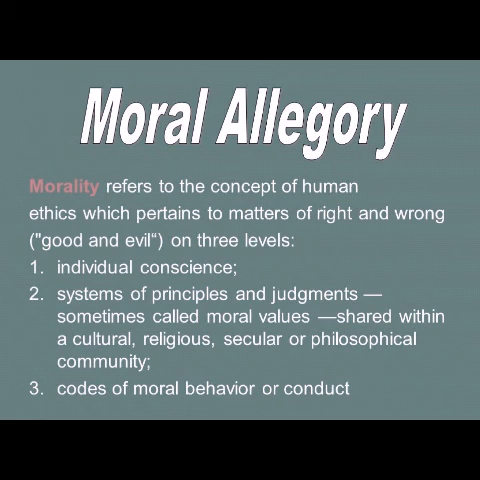 Moral Allegory
Morality refers to the concept of human
ethics which pertains to matters of right and wrong
("good and evil“) on three levels:
1. individual conscience;
2. systems of principles and judgments —
sometimes called moral values —shared within
a cultural, religious, secular or philosophical
community;
3. codes of moral behavior or conduct